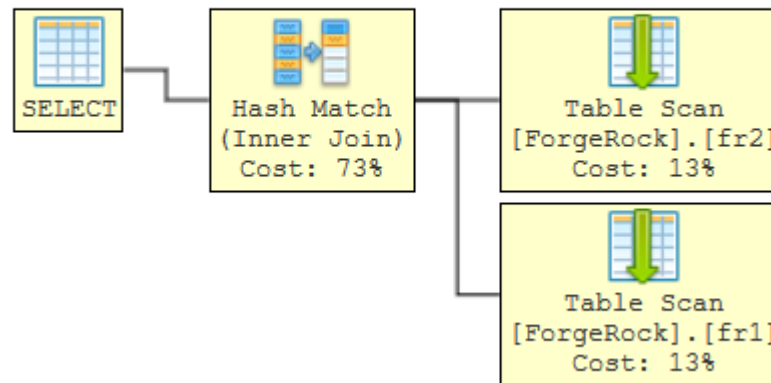 SELECT
Hash Match
(Inner Join)
Cost: 73%
Table Scan
[ForgeRock].[fr2]
Cost: 13%
Table Scan
[ForgeRock].[fr1]
Cost: 13%